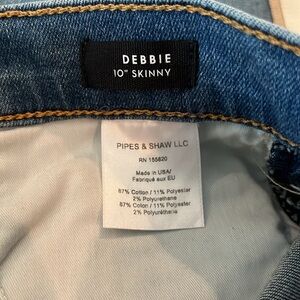 DEBBIE
10" SKINNY
PIPES & SHAW LLC
RN 155620
Made in USA/
Fabriqué aux EU
87% Cotton / 11% Polyester
2% Polyurethane
87% Coton / 11% Polyester
2% Polyuréthane